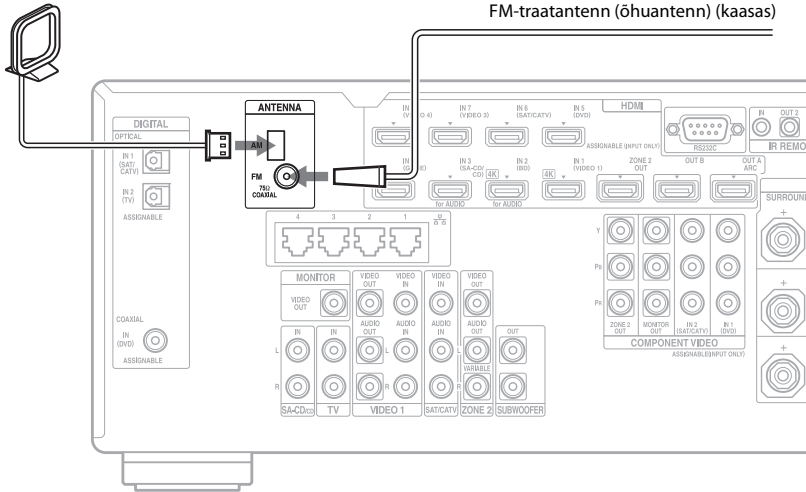 FM-traatantenn (õhuantenn) (kaasas)
ANTENNA
AM
FM
75Ω
COAXIAL
DIGITAL
OPTICAL
IN 1
(SAT/
CATV)
IN 2
(TV)
ASSIGNABLE
COAXIAL
IN
(DVD)
ASSIGNABLE
IN 7
(VIDEO 3)
IN 6
(SAT/CATV)
IN 5
(DVD)
HDMI
ASSIGNABLE (INPUT ONLY)
IN 3
(SA-CD/
CD)
IN 2
(BD)
IN 1
(VIDEO 1)
4K
4K
for AUDIO
for AUDIO
ZONE 2
OUT
OUT B
OUT A
ARC
RS232C
IN
OUT 2
IR REMO
SURROUND
4 3 2 1
MONITOR
VIDEO
OUT
VIDEO
OUT
VIDEO
IN
VIDEO
IN
VIDEO
OUT
IN
IN
AUDIO
OUT
AUDIO
IN
AUDIO
IN
AUDIO
OUT
OUT
L
L
L
VARIABLE
R
R
R
SA-CD/CD
TV
VIDEO 1
SAT/CATV
ZONE 2
SUBWOOFER
Y
PB
PR
ZONE 2
OUT
MONITOR
OUT
IN 2
(SAT/CATV)
IN 1
(DVD)
COMPONENT VIDEO
ASSIGNABLE (INPUT ONLY)
+
+
+